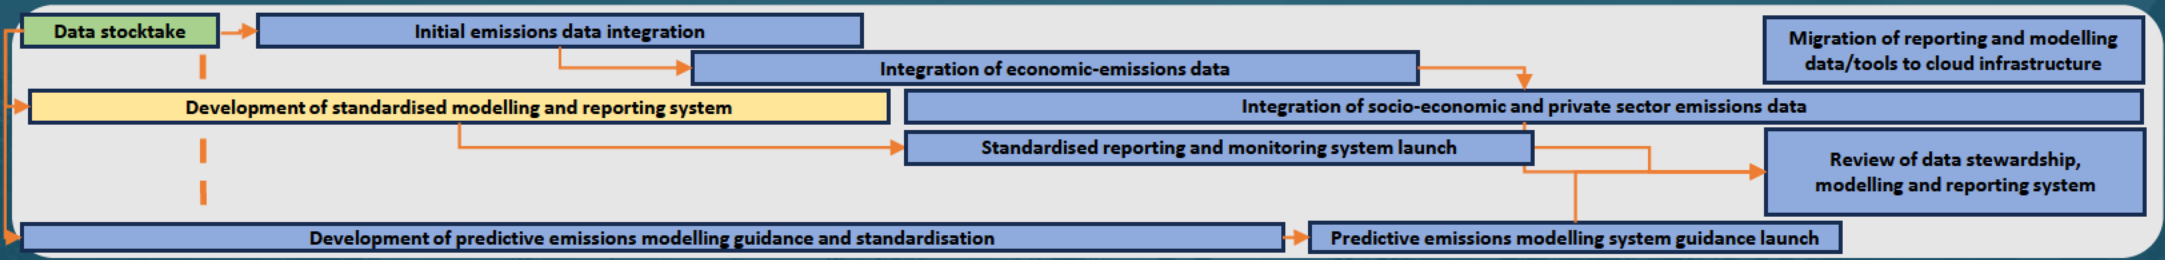 Data stocktake
Initial emissions data integration
Migration of reporting and modelling
data/tools to cloud infrastructure
Integration of economic-emissions data
Development of standardised modelling and reporting system
Integration of socio-economic and private sector emissions data
Standardised reporting and monitoring system launch
Review of data stewardship,
modelling and reporting system
Development of predictive emissions modelling guidance and standardisation
Predictive emissions modelling system guidance launch